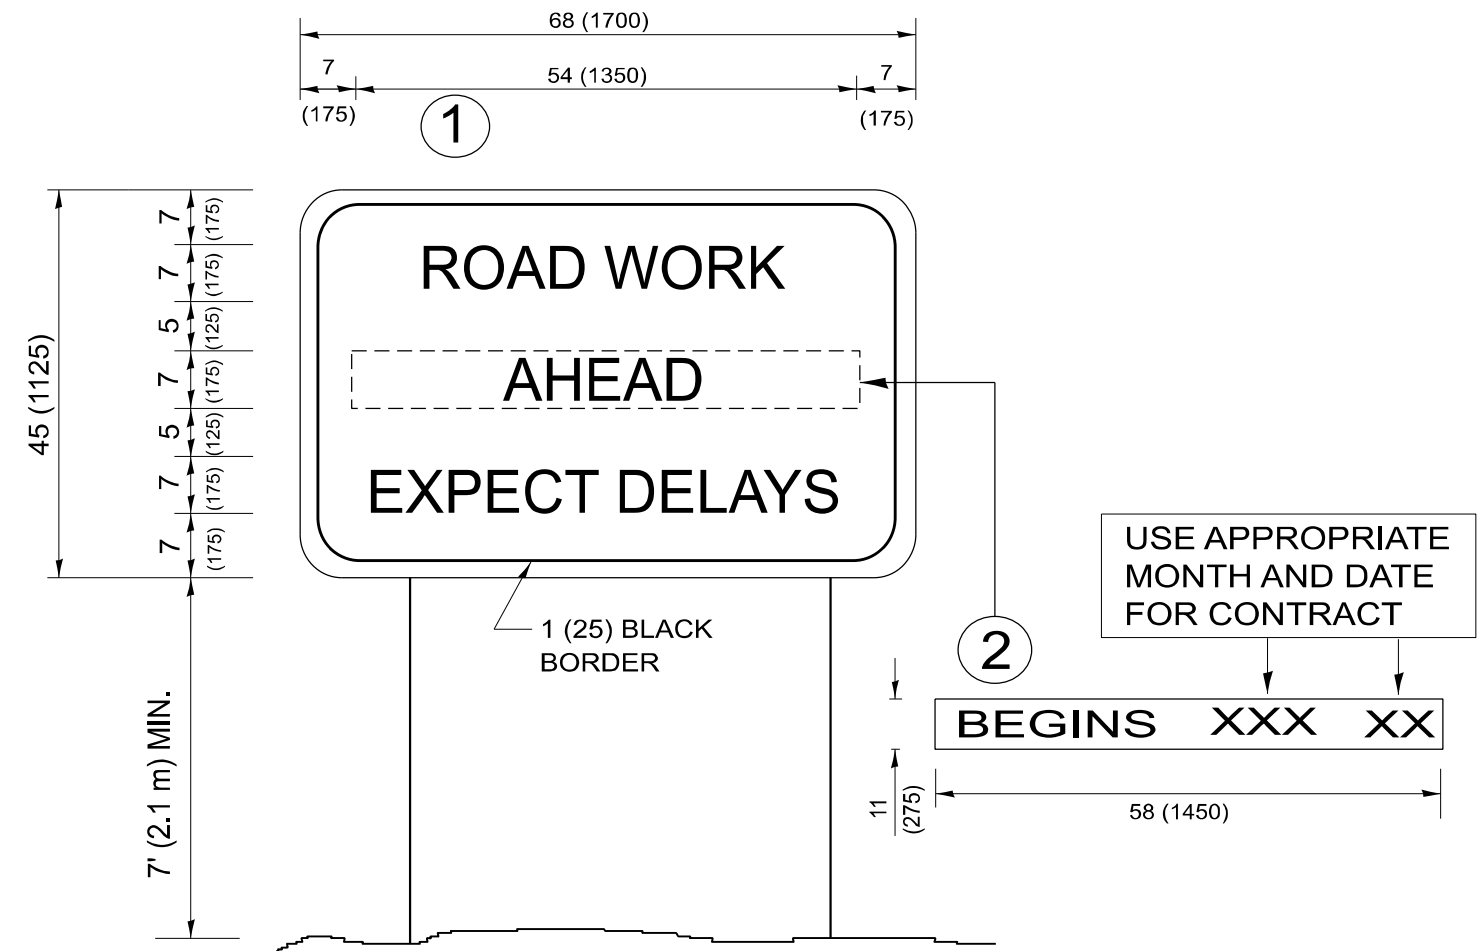 68 (1700)
7
54 (1350)
7
(175)
(175)
1
7
(175)
7
(175)
5
(125)
7
(175)
5
(125)
7
(175)
7
(175)
45 (1125)
ROAD WORK
AHEAD
EXPECT DELAYS
1 (25) BLACK
BORDER
7' (2.1 m) MIN.
USE APPROPRIATE
MONTH AND DATE
FOR CONTRACT
2
BEGINS XXX XX
11
(275)
58 (1450)